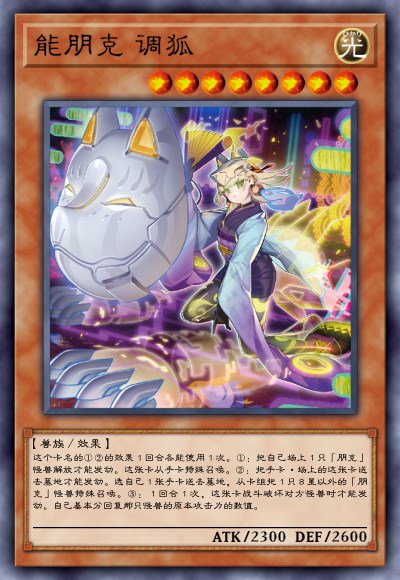 能朋克 调狐
ひかり
光
【兽族／效果】
这个卡名的①②的效果1回合各能使用1次。①：把自己场上1只「朋克」
怪兽解放才能发动。这张卡从手卡特殊召唤。②：把手卡·场上的这张卡送
去墓地才能发动。选自己1张手卡送去墓地，从卡组把1只8星以外的「朋
克」怪兽特殊召唤。③：1回合1次，这张卡战斗破坏对方怪兽时才能发
动。自己基本分回复那只怪兽的原本攻击力的数值。
ATK/2300 DEF/2600